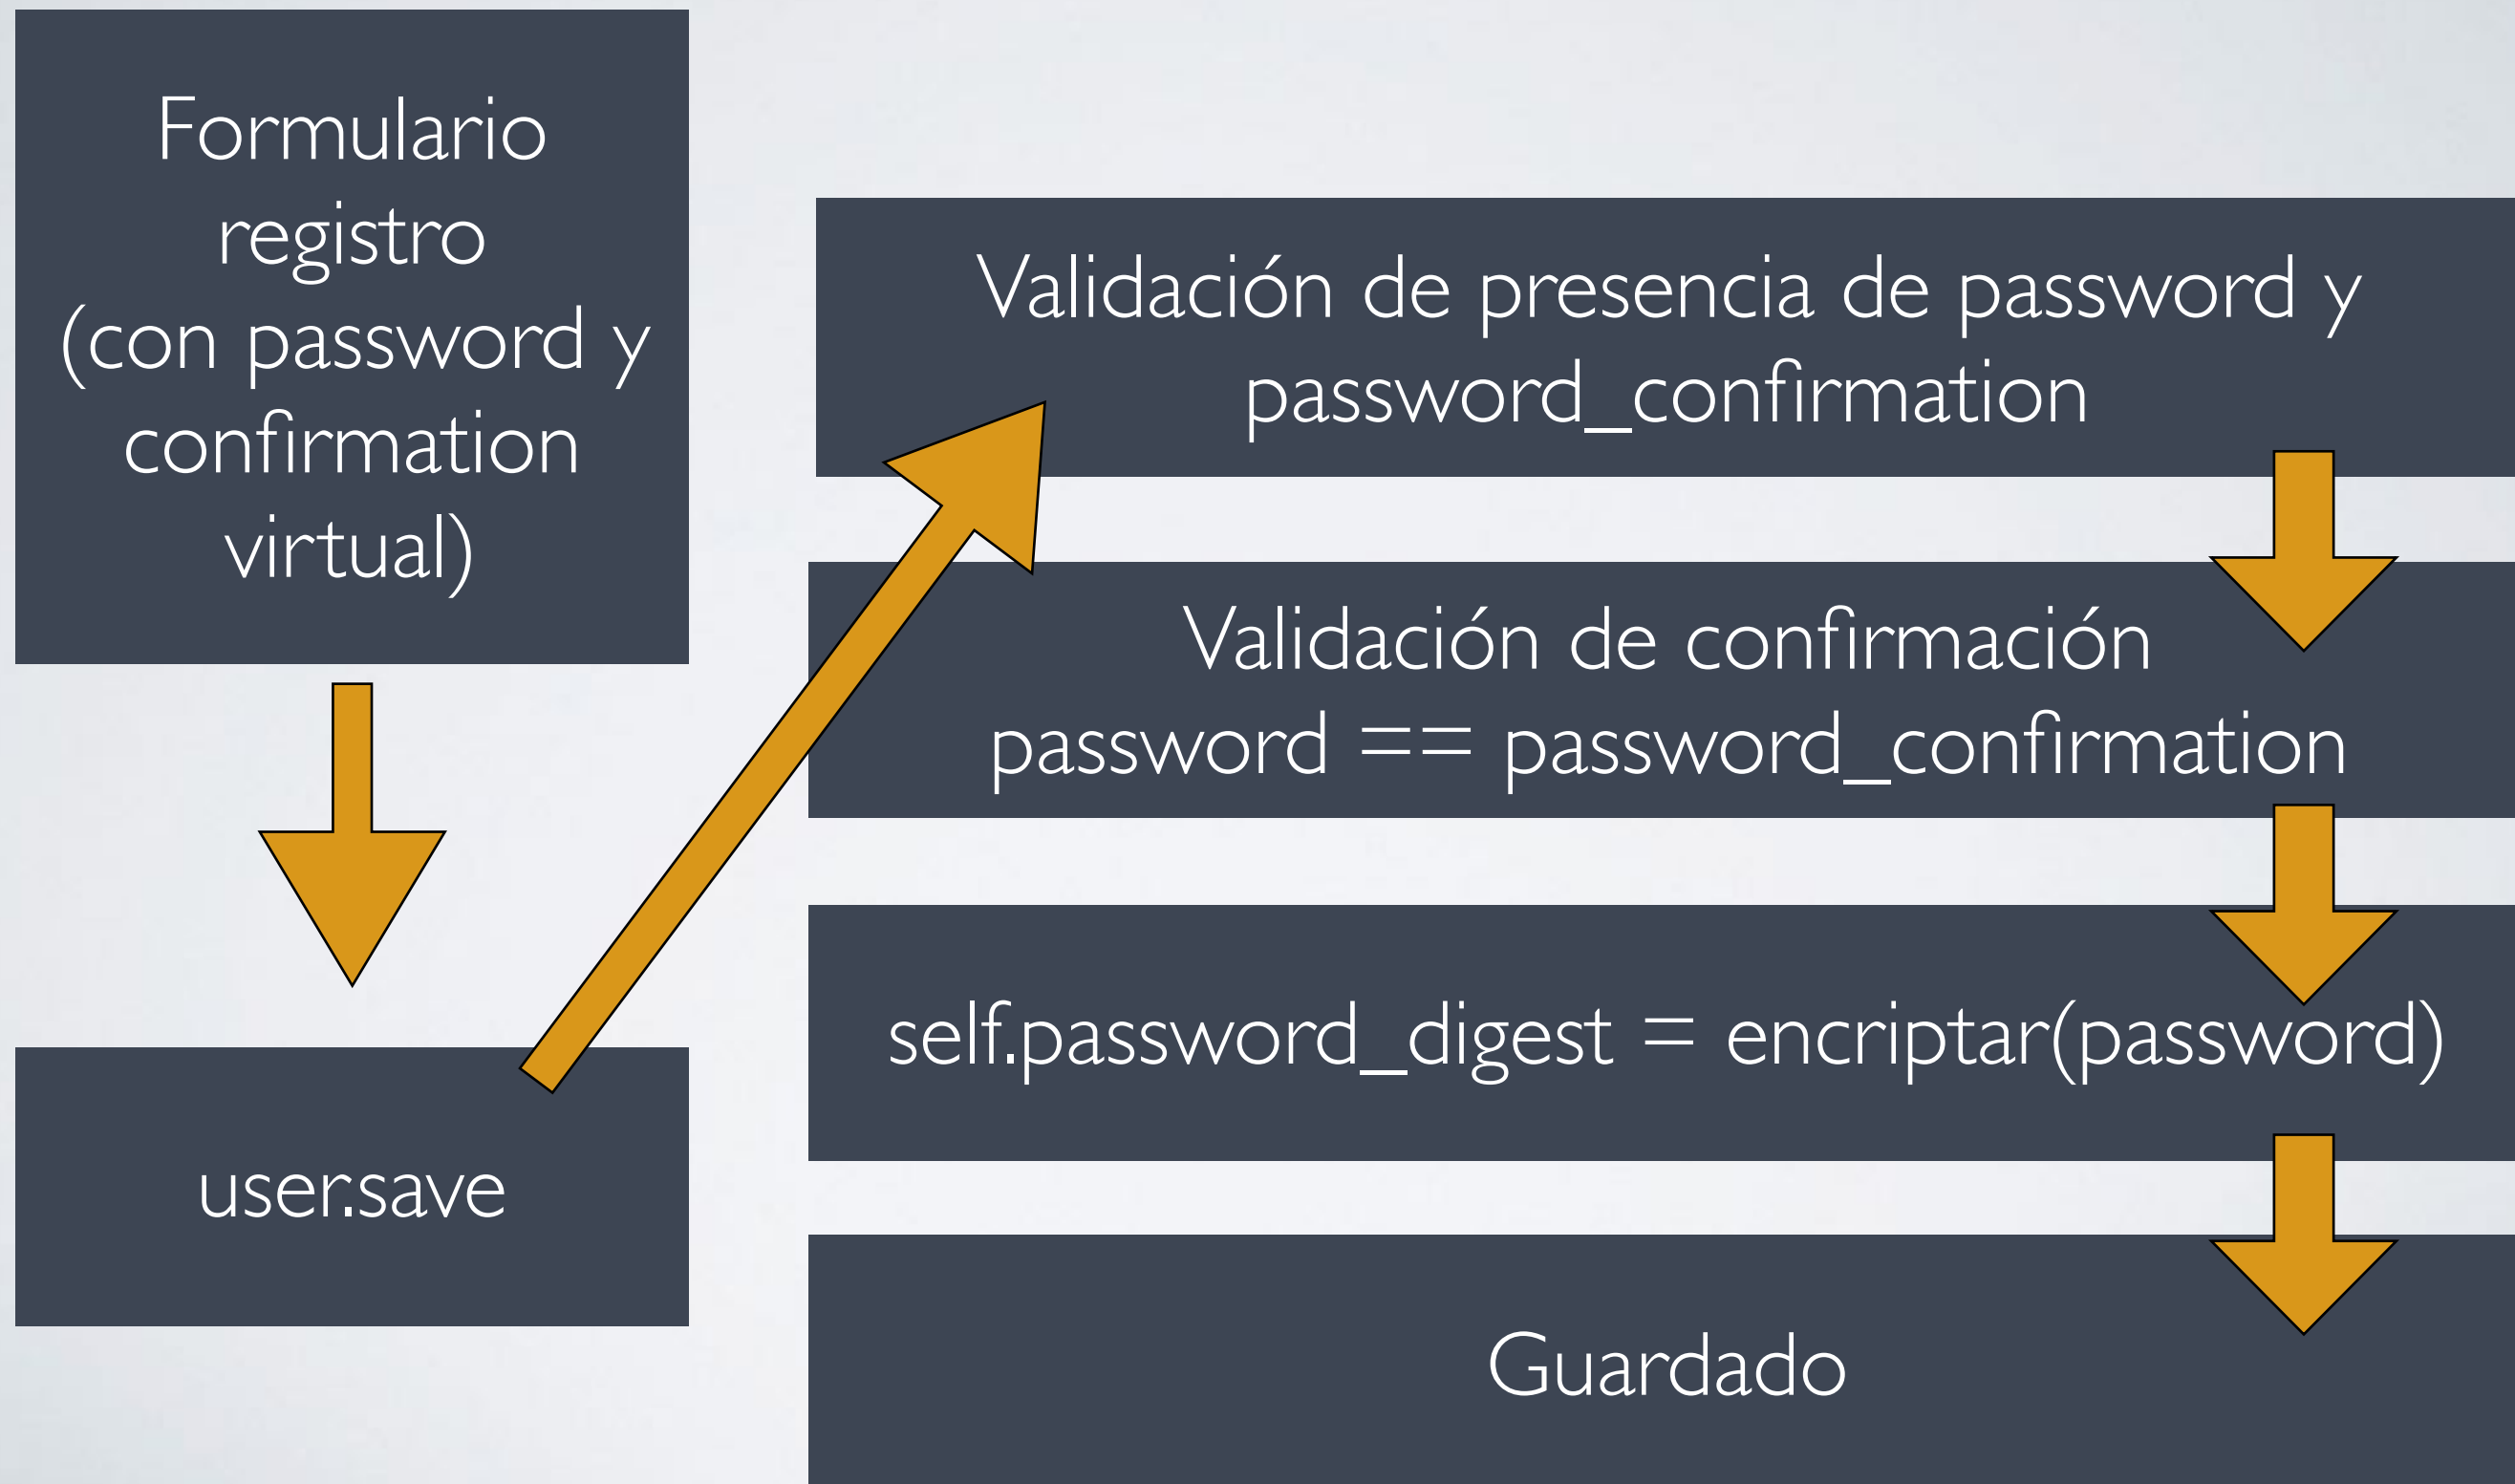 Formulario
registro
(con password y
confirmation
virtual)
user.save
Validación de presencia de password y
password_confirmation
Validación de confirmación
password == password_confirmation
self.password_digest = encriptar(password)
Guardado